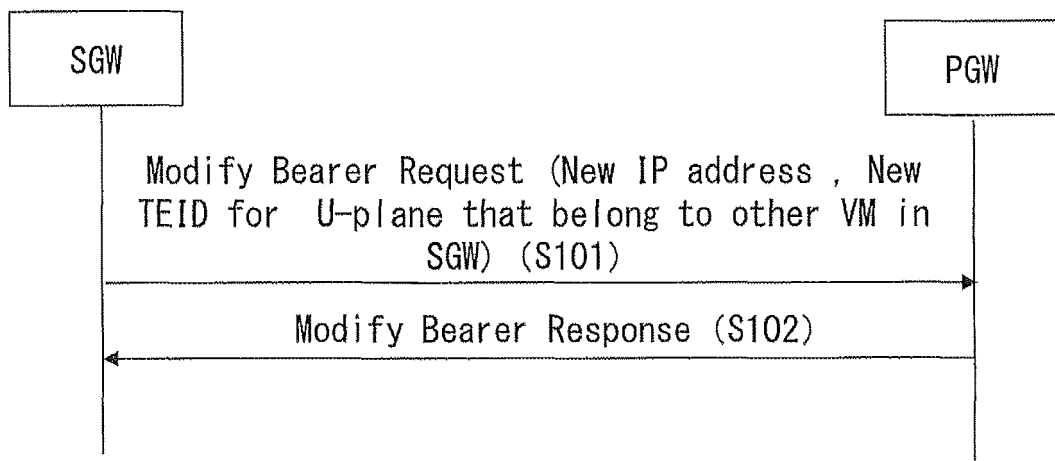 SGW
PGW
Modify Bearer Request (New IP address , New
TEID for U-plane that belong to other VM in
SGW) (S101)
Modify Bearer Response (S102)